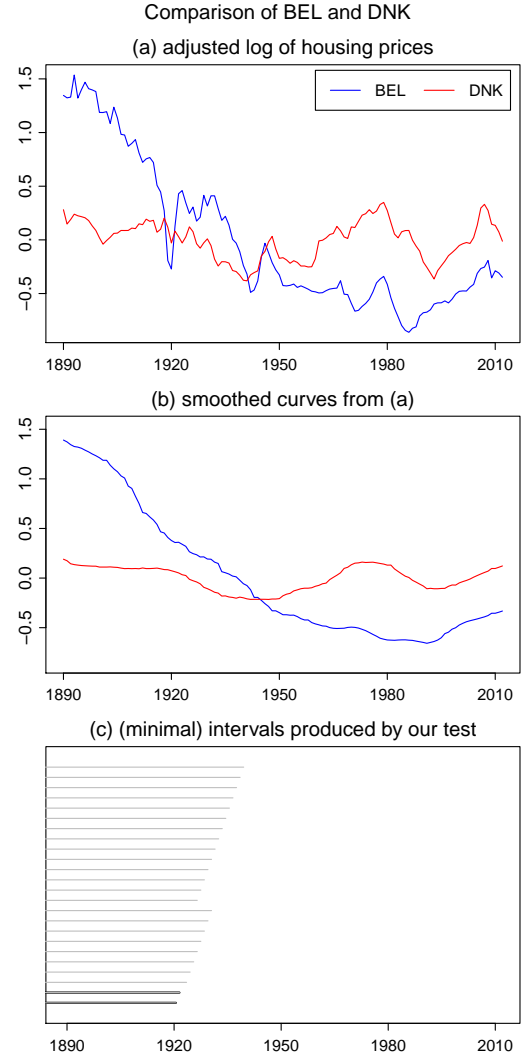 Comparison of BEL and DNK
(a) adjusted log of housing prices
BEL DNK
1.5
1.0
0.5
0.0
−0.5
1890 1920 1950 1980 2010
(b) smoothed curves from (a)
1.5
1.0
0.5
0.0
−0.5
1890 1920 1950 1980 2010
(c) (minimal) intervals produced by our test
1890 1920 1950 1980 2010